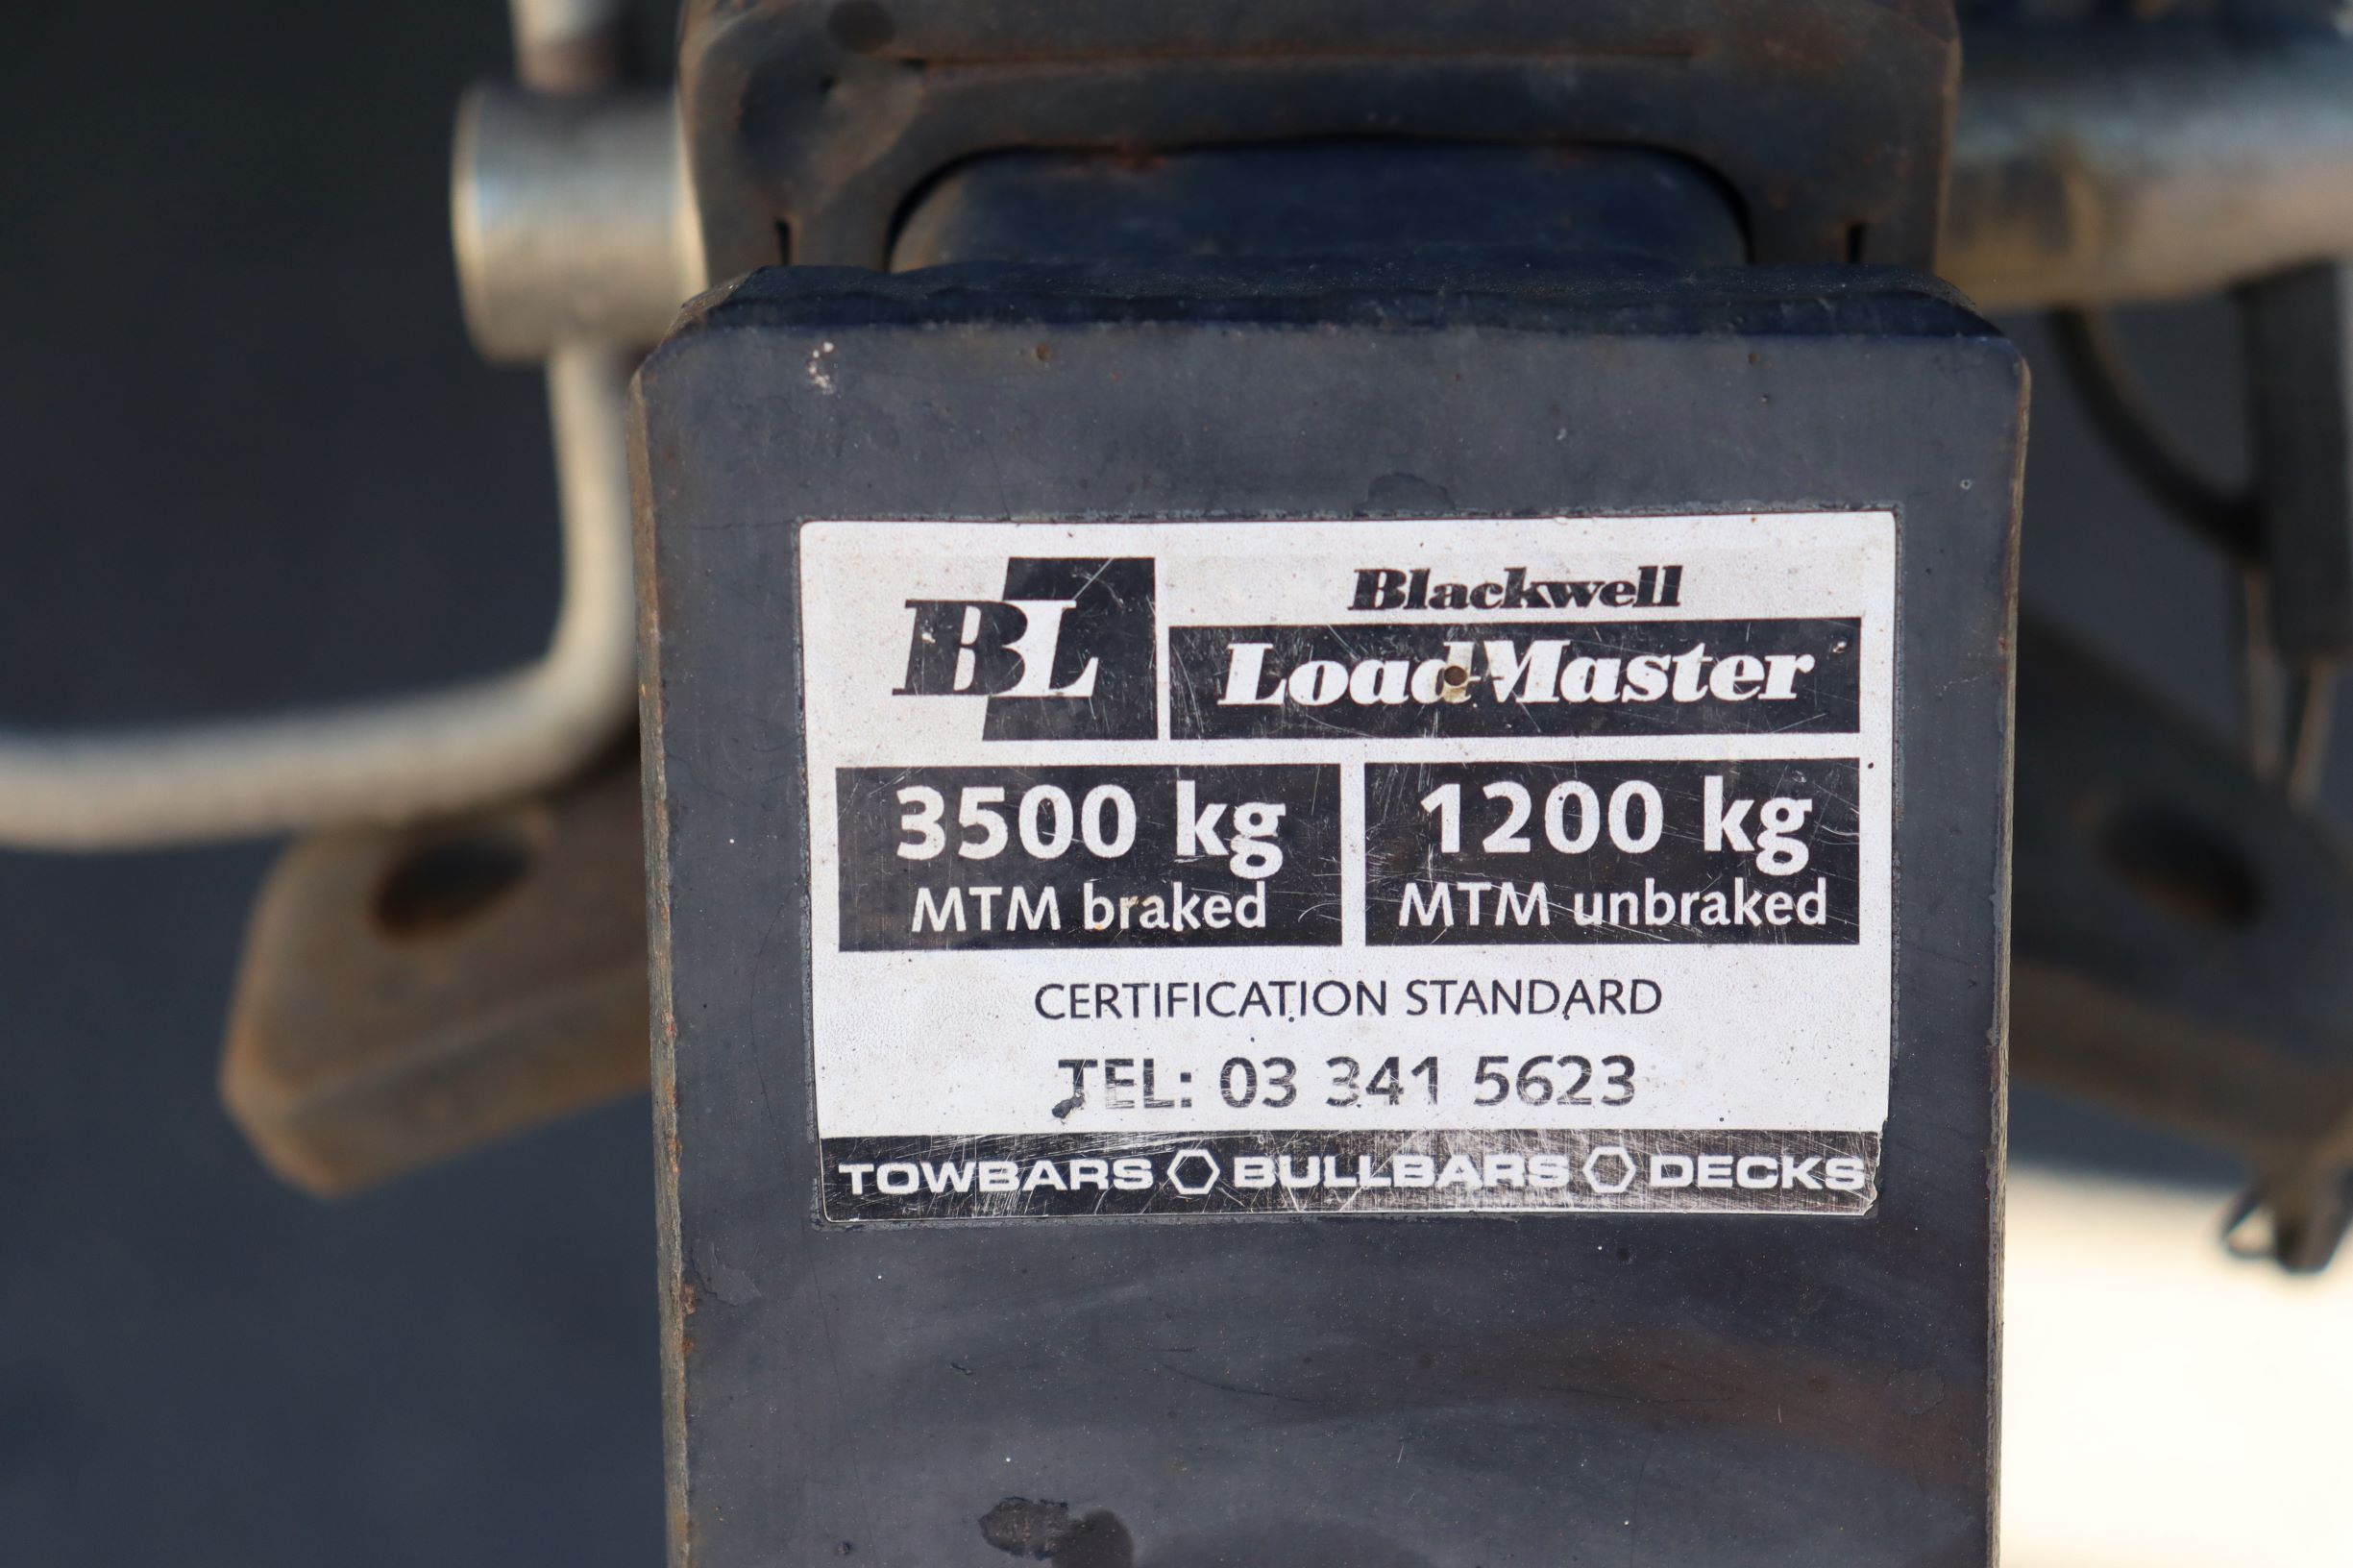 BL
Blackwell
LoadMaster
3500 kg
MTM braked
1200 kg
MTM unbraked
CERTIFICATION STANDARD
TEL: 03 341 5623
TOWBARS BULLBARS DECKS